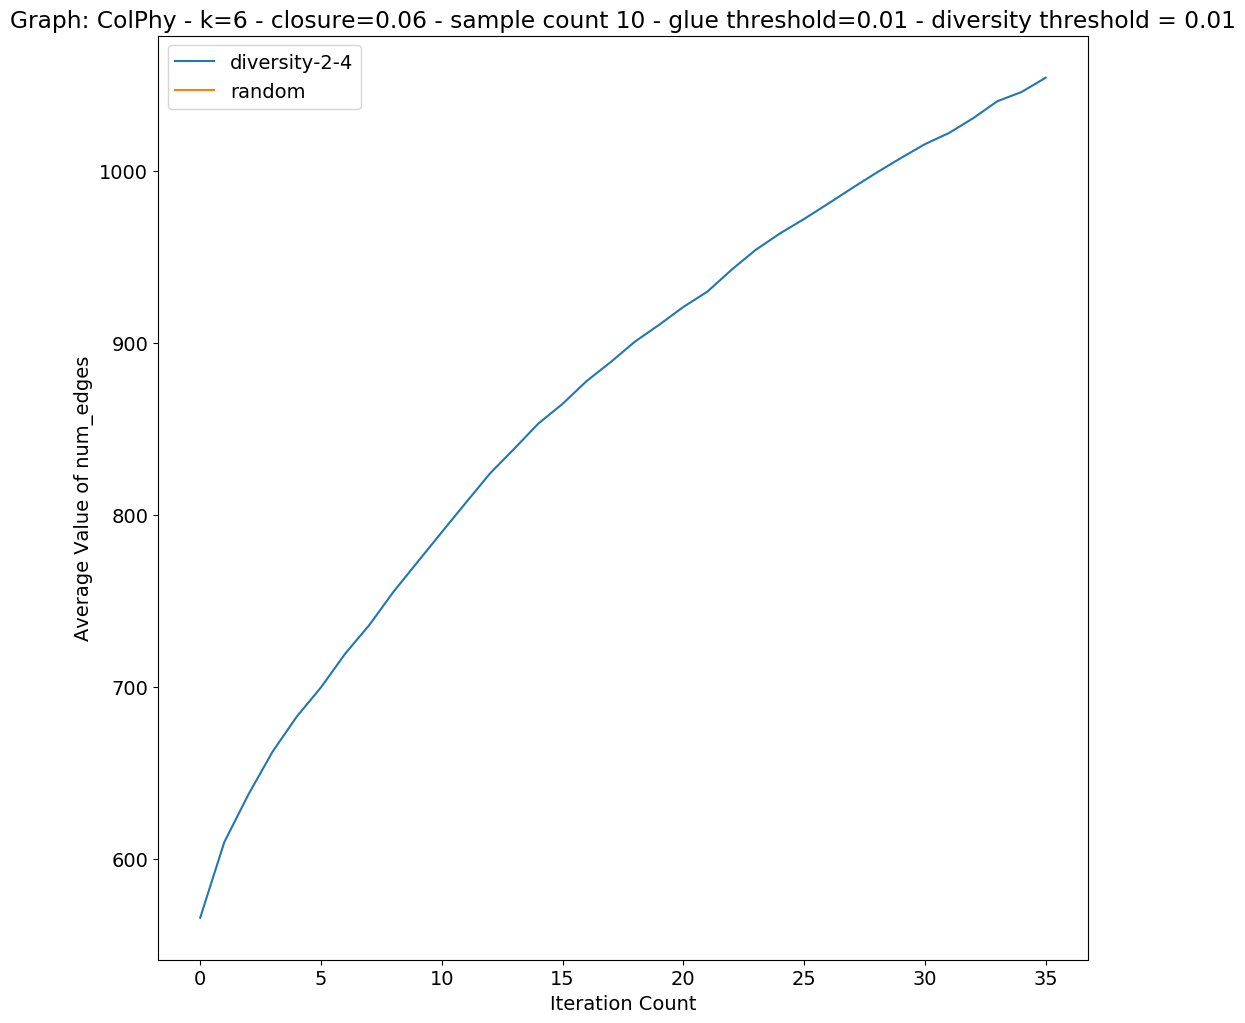 Graph: ColPhy - k=6 - closure=0.06 - sample count 10 - glue threshold=0.01 - diversity threshold = 0.01
diversity-2-4
random
1000
900
800
700
600
Average Value of num_edges
0 5 10 15 20 25 30 35
Iteration Count